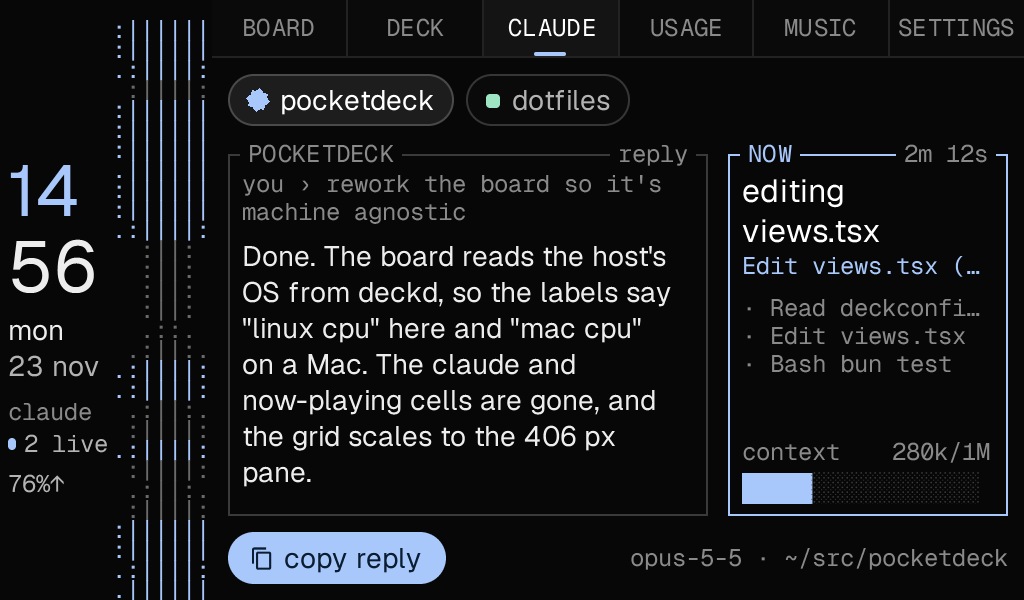 BOARD DECK CLAUDE USAGE MUSIC SETTINGS
pocketdeck dotfiles
14
56
mon
23 nov
claude
2 live
76%↑
POCKETDECK reply
you › rework the board so it's
machine agnostic
Done. The board reads the host's
OS from deckd, so the labels say
"linux cpu" here and "mac cpu"
on a Mac. The claude and
now-playing cells are gone, and
the grid scales to the 406 px
pane.
NOW 2m 12s
editing
views.tsx
Edit views.tsx (…
· Read deckconfi…
· Edit views.tsx
· Bash bun test
context 280k/1M
copy reply
opus-5-5 · ~/src/pocketdeck